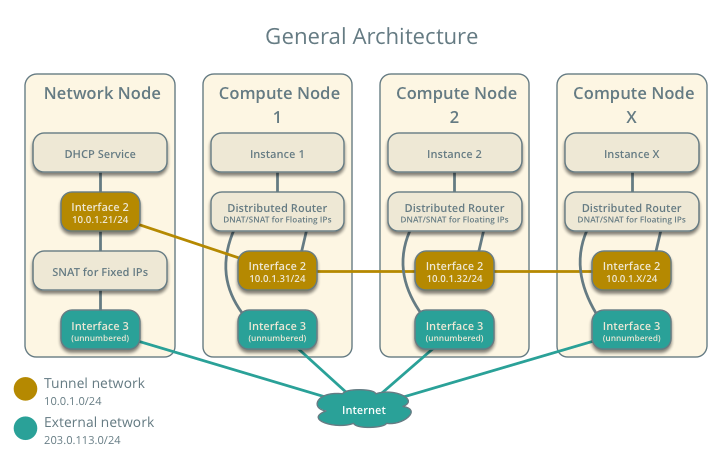 General Architecture
Network Node
DHCP Service
Interface 2
10.0.1.21/24
SNAT for Fixed IPs
Interface 3
(unnumbered)
Compute Node
1
Instance 1
Distributed Router
DNAT/SNAT for Floating IPs
Interface 2
10.0.1.31/24
Interface 3
(unnumbered)
Compute Node
2
Instance 2
Distributed Router
DNAT/SNAT for Floating IPs
Interface 2
10.0.1.32/24
Interface 3
(unnumbered)
Compute Node
X
Instance X
Distributed Router
DNAT/SNAT for Floating IPs
Interface 2
10.0.1.X/24
Interface 3
(unnumbered)
Internet
Tunnel network
10.0.1.0/24
External network
203.0.113.0/24